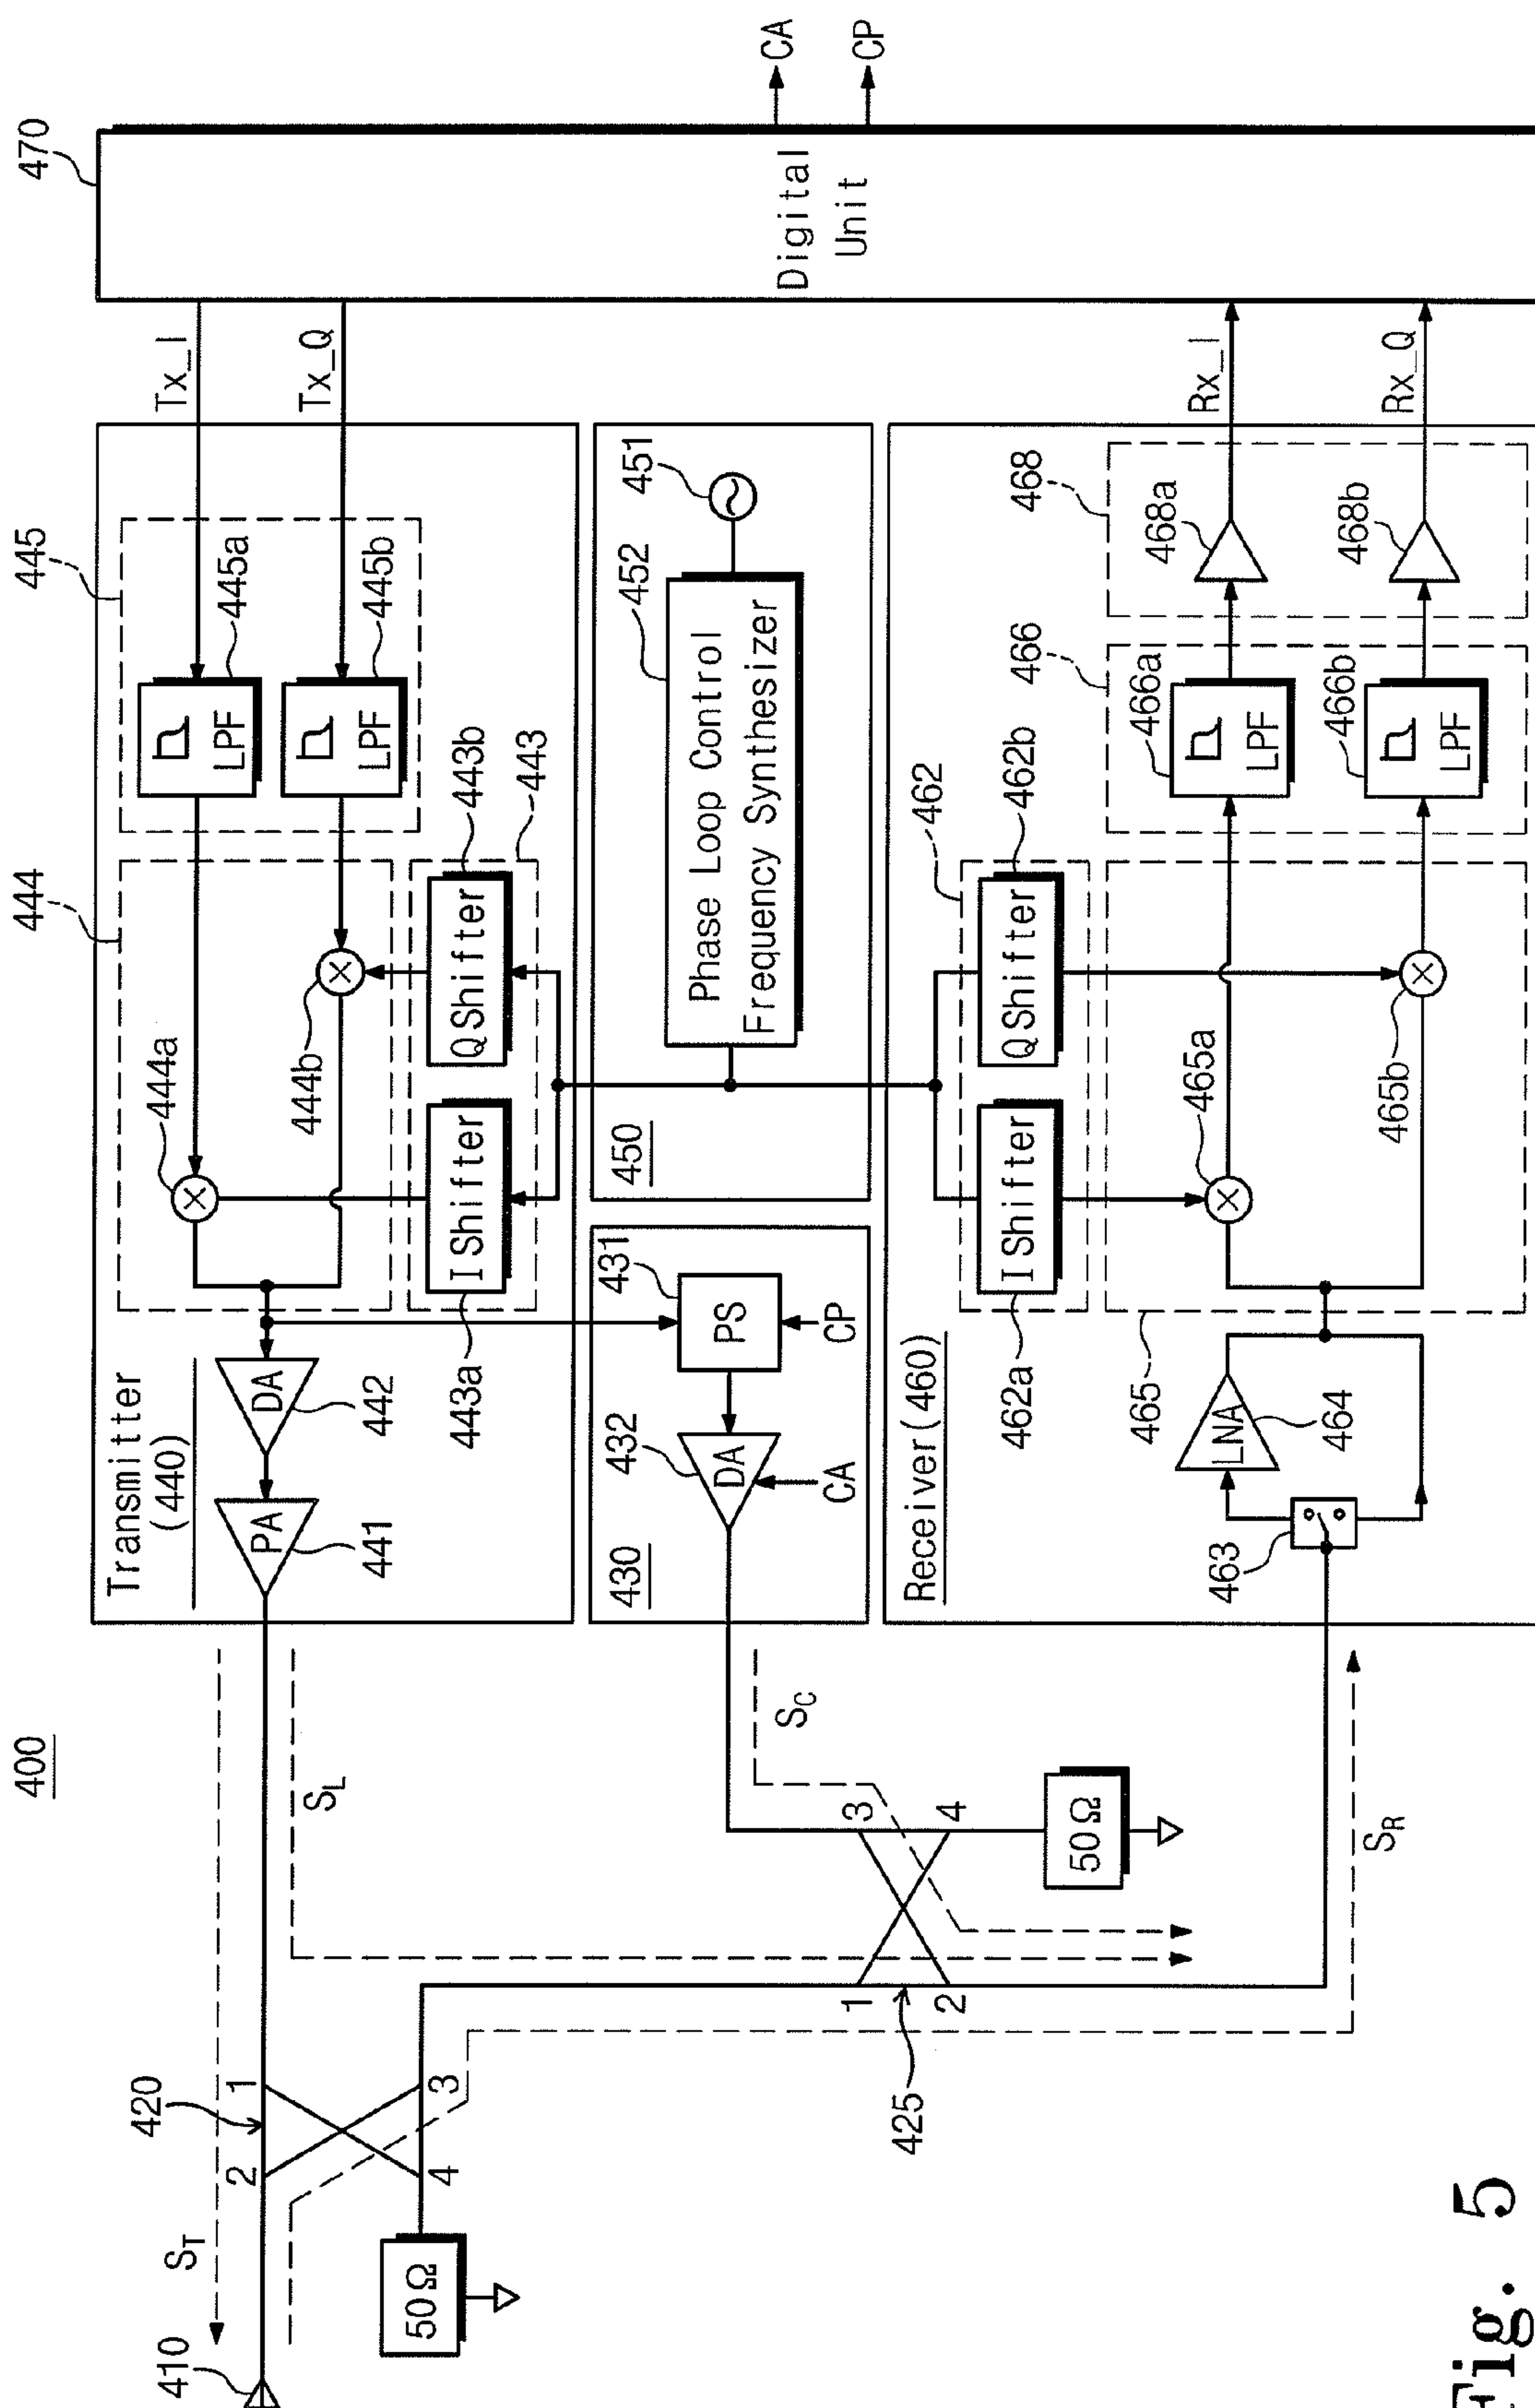 400
Transmitter
(440)
444
445
470
444a
445a
Tx_I
LPF
PA
DA
441
442
444b
445b
Tx_Q
LPF
443a
I Shifter
Q Shifter
443b
443
430
431
432
DA
PS
CA
CP
450
452
451
Phase Loop Control
Frequency Synthesizer
Digital
Unit
CA
CP
Receiver(460)
462
462a
I Shifter
Q Shifter
462b
463
LNA
464
465
465a
465b
466
466a
LPF
466b
LPF
468
468a
468b
Rx_I
Rx_Q
410
ST
420
2
1
4
3
50Ω
SL
SC
425
1
3
2
4
50Ω
SR
Fig. 5